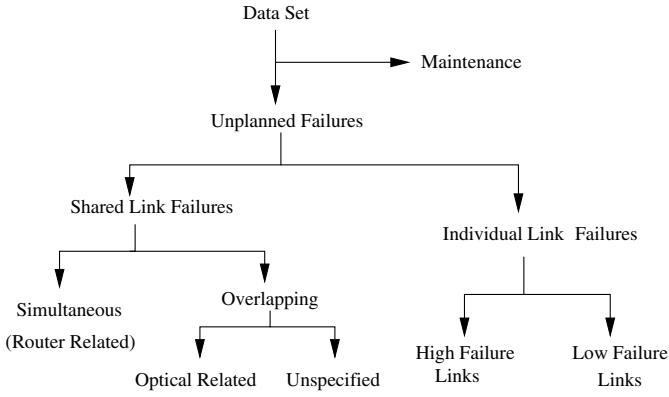 Data Set
Maintenance
Unplanned Failures
Shared Link Failures
Individual Link Failures
Simultaneous
(Router Related)
Overlapping
Optical Related
Unspecified
High Failure
Links
Low Failure
Links